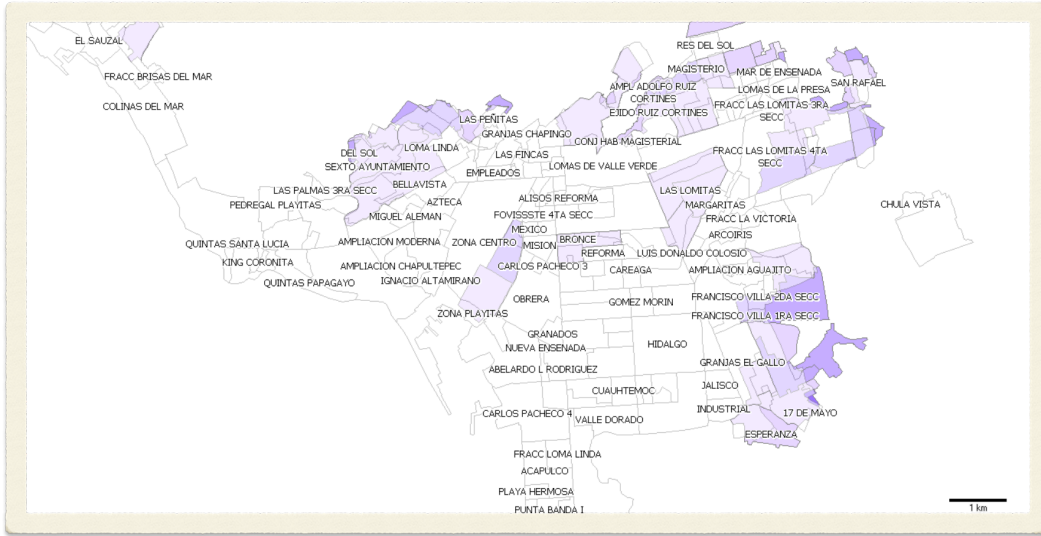 EL SAUZAL
RES DEL SOL
FRACC BRISAS DEL MAR
MAGISTERIO
MAR DE ENSENADA
COLINAS DEL MAR
AMPL ADOLFO RUIZ
CORTINES
LOMAS DE LA PRESA
SAN RAFAEL
EJIDO RUIZ CORTINES
FRACC LAS LOMITAS 3RA
SECC
LAS PEÑITAS
GRANJAS CHAPINGO
CONJ HAB MAGISTERIAL
DEL SOL
LOMA LINDA
LAS FINCAS
FRACC LAS LOMITAS 4TA
SECC
SEXTO AYUNTAMIENTO
EMPLEADOS
LOMAS DE VALLE VERDE
LAS PALMAS 3RA SECC
BELLAVISTA
LAS LOMITAS
PEDREGAL PLAYITAS
AZTECA
ALISOS REFORMA
MARGARITAS
CHULA VISTA
MIGUEL ALEMAN
FOVISSSTE 4TA SECC
FRACC LA VICTORIA
MEXICO
ARCOIRIS
QUINTAS SANTA LUCIA
AMPLIACION MODERNA
ZONA CENTRO
MISION
BRONCE
REFORMA
LUIS DONALDO COLOSIO
KING CORONITA
AMPLIACION CHAPULTEPEC
CARLOS PACHECO 3
CAREAGA
AMPLIACION AGUAJITO
QUINTAS PAPAGAYO
IGNACIO ALTAMIRANO
OBRERA
GOMEZ MORIN
FRANCISCO VILLA 2DA SECC
ZONA PLAYITAS
FRANCISCO VILLA 1RA SECC
GRANADOS
NUEVA ENSENADA
HIDALGO
GRANJAS EL GALLO
ABELARDO L RODRIGUEZ
CUAUHTEMOC
JALISCO
CARLOS PACHECO 4
VALLE DORADO
INDUSTRIAL
17 DE MAYO
ESPERANZA
FRACC LOMA LINDA
ACAPULCO
PLAYA HERMOSA
PUNTA BANDA I
1 km